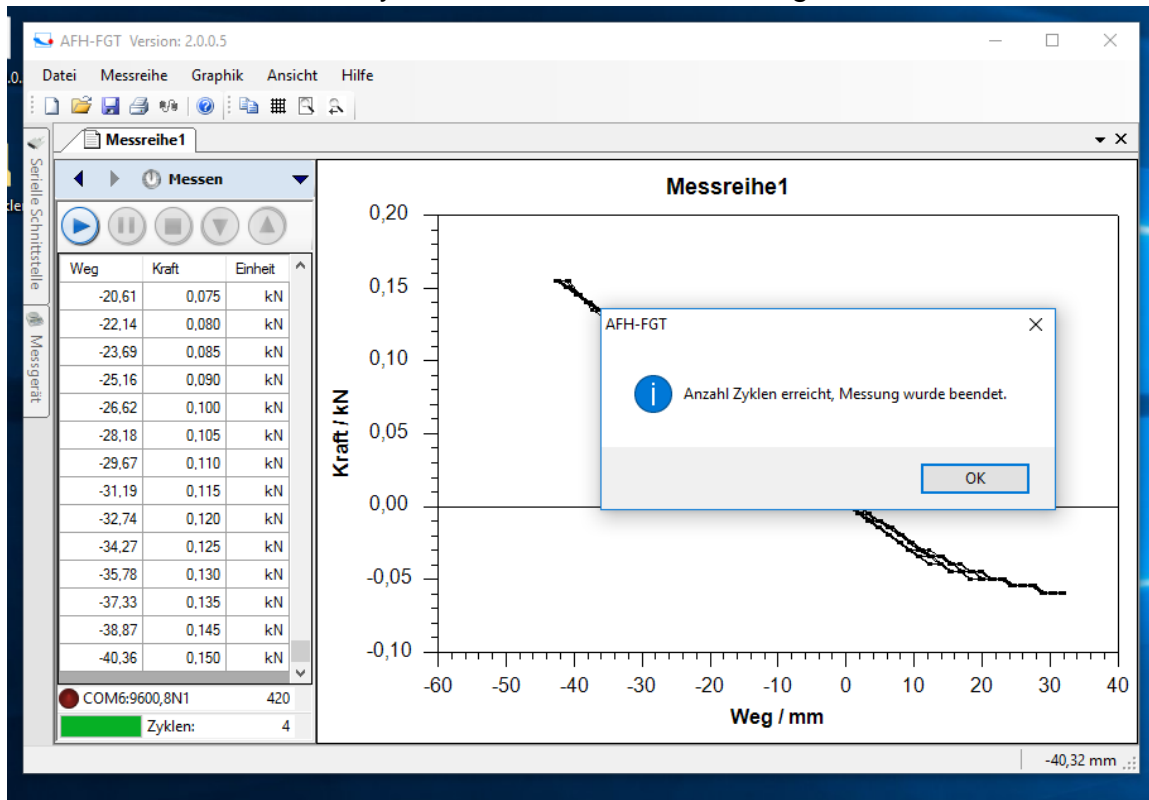 AFH-FGT Version: 2.0.0.5
Datei Messreihe Graphik Ansicht Hilfe
Messreihe1
Serielle Schnittstelle
Messgerät
Messen
Weg Kraft Einheit
-20,61 0,075 kN
-22,14 0,080 kN
-23,69 0,085 kN
-25,16 0,090 kN
-26,62 0,100 kN
-28,18 0,105 kN
-29,67 0,110 kN
-31,19 0,115 kN
-32,74 0,120 kN
-34,27 0,125 kN
-35,78 0,130 kN
-37,33 0,135 kN
-38,87 0,145 kN
-40,36 0,150 kN
COM6:9600,8N1 420
Zyklen: 4
Messreihe1
Kraft / kN
0,20
0,15
0,10
0,05
0,00
-0,05
-0,10
-60 -50 -40 -30 -20 -10 0 10 20 30 40
Weg / mm
AFH-FGT
Anzahl Zyklen erreicht, Messung wurde beendet.
OK
-40,32 mm